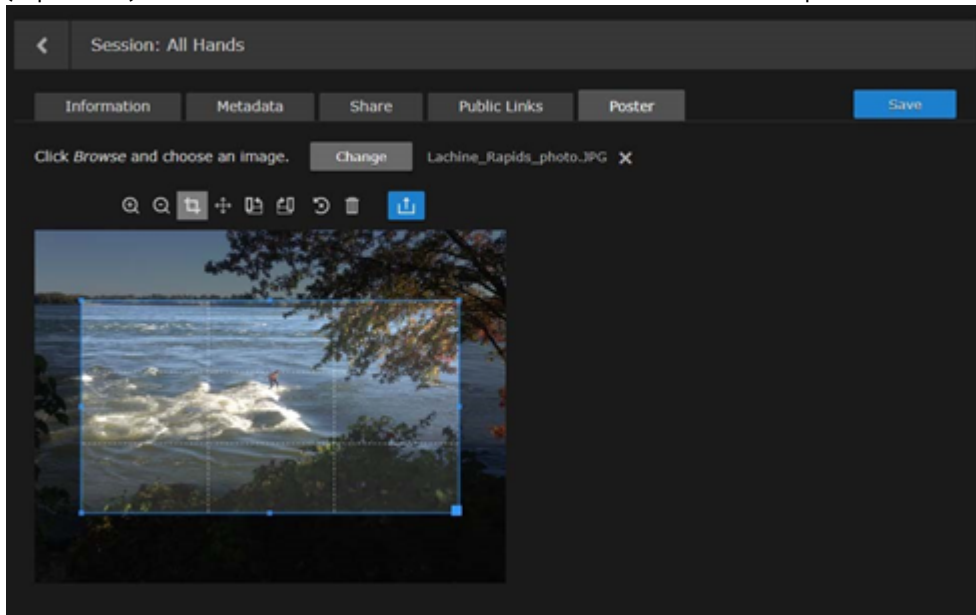 Session: All Hands
Information Metadata Share Public Links Poster Save
Click Browse and choose an image. Change Lachine_Rapids_photo.JPG